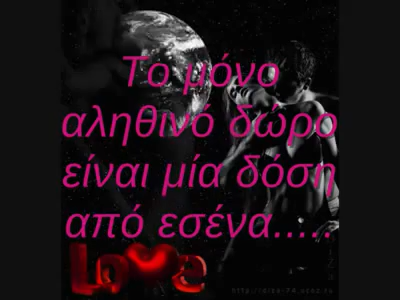 Το μόνο
αληθινό δώρο
είναι μία δόση
από εσένα.....
Love